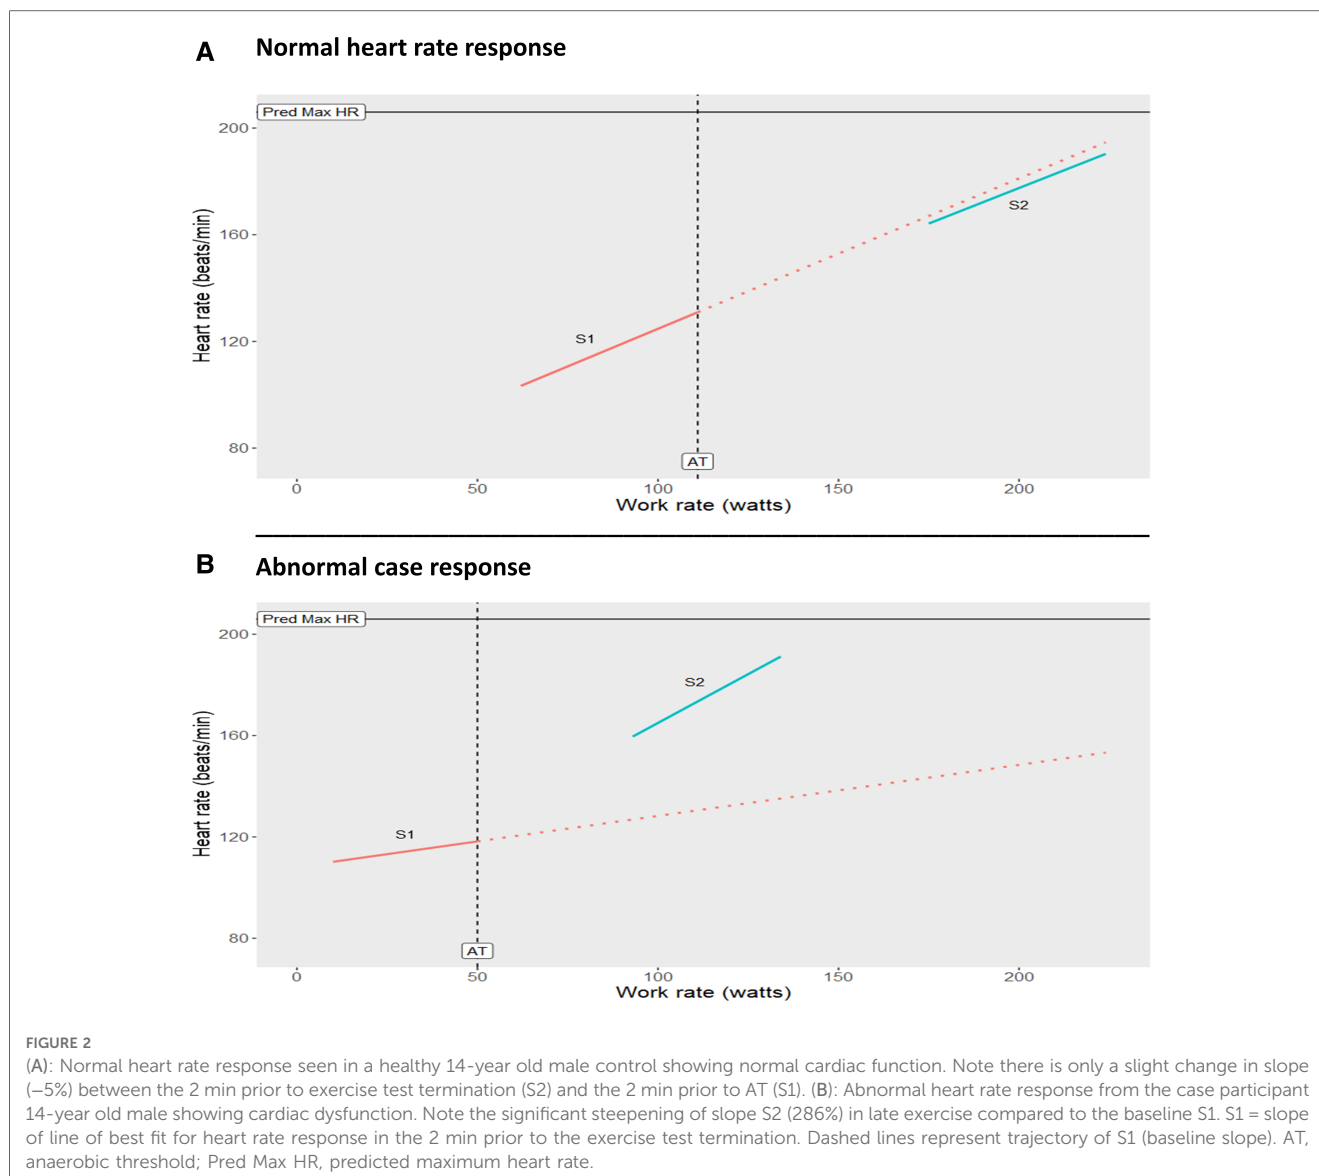 A Normal heart rate response
Pred Max HR
200
160
120
80
Heart rate (beats/min)
S1
S2
AT
0 50 100 150 200
Work rate (watts)
B Abnormal case response
Pred Max HR
200
160
120
80
Heart rate (beats/min)
S1
S2
AT
0 50 100 150 200
Work rate (watts)
FIGURE 2
(A): Normal heart rate response seen in a healthy 14-year old male control showing normal cardiac function. Note there is only a slight change in slope
(−5%) between the 2 min prior to exercise test termination (S2) and the 2 min prior to AT (S1). (B): Abnormal heart rate response from the case participant
14-year old male showing cardiac dysfunction. Note the significant steepening of slope S2 (286%) in late exercise compared to the baseline S1. S1 = slope
of line of best fit for heart rate response in the 2 min prior to the exercise test termination. Dashed lines represent trajectory of S1 (baseline slope). AT,
anaerobic threshold; Pred Max HR, predicted maximum heart rate.